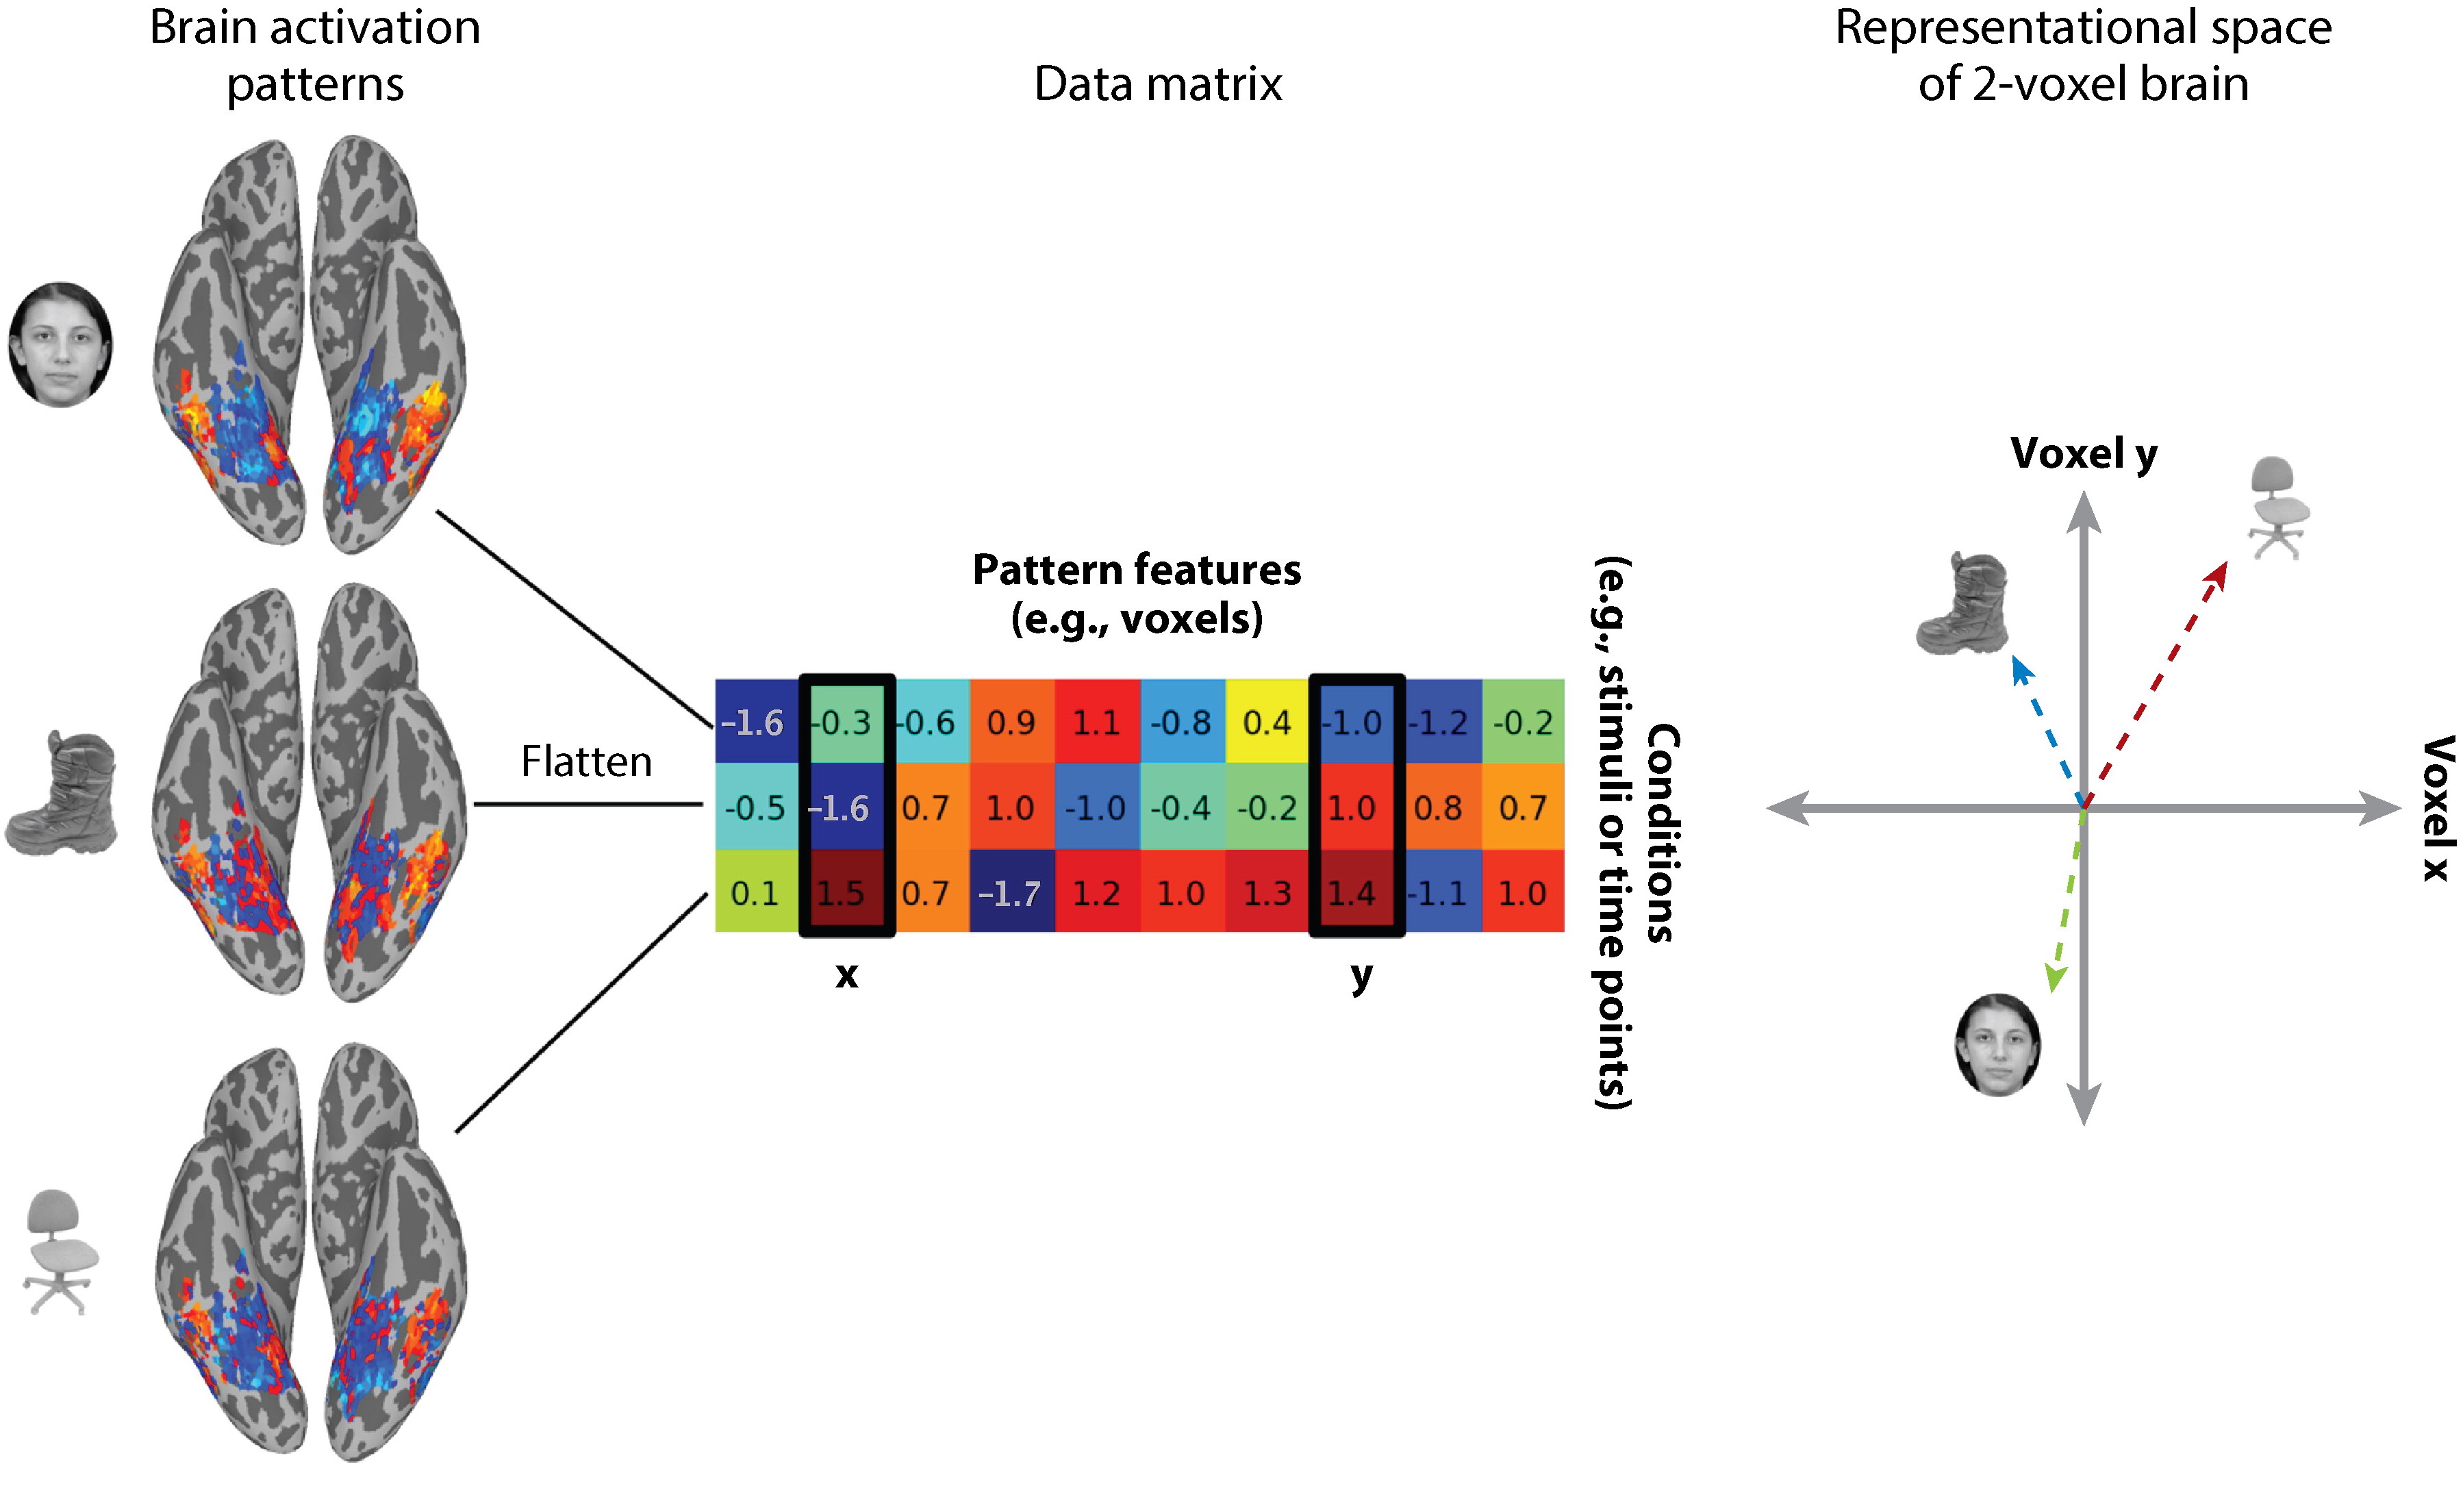 Brain activation
patterns
Data matrix
Representational space
of 2-voxel brain
Flatten
Pattern features
(e.g., voxels)
–1.6 -0.3 -0.6 0.9 1.1 -0.8 0.4 -1.0 -1.2 -0.2
-0.5 –1.6 0.7 1.0 -1.0 -0.4 -0.2 1.0 0.8 0.7
0.1 1.5 0.7 –1.7 1.2 1.0 1.3 1.4 -1.1 1.0
x y
Conditions
(e.g., stimuli or time points)
Voxel y
Voxel x